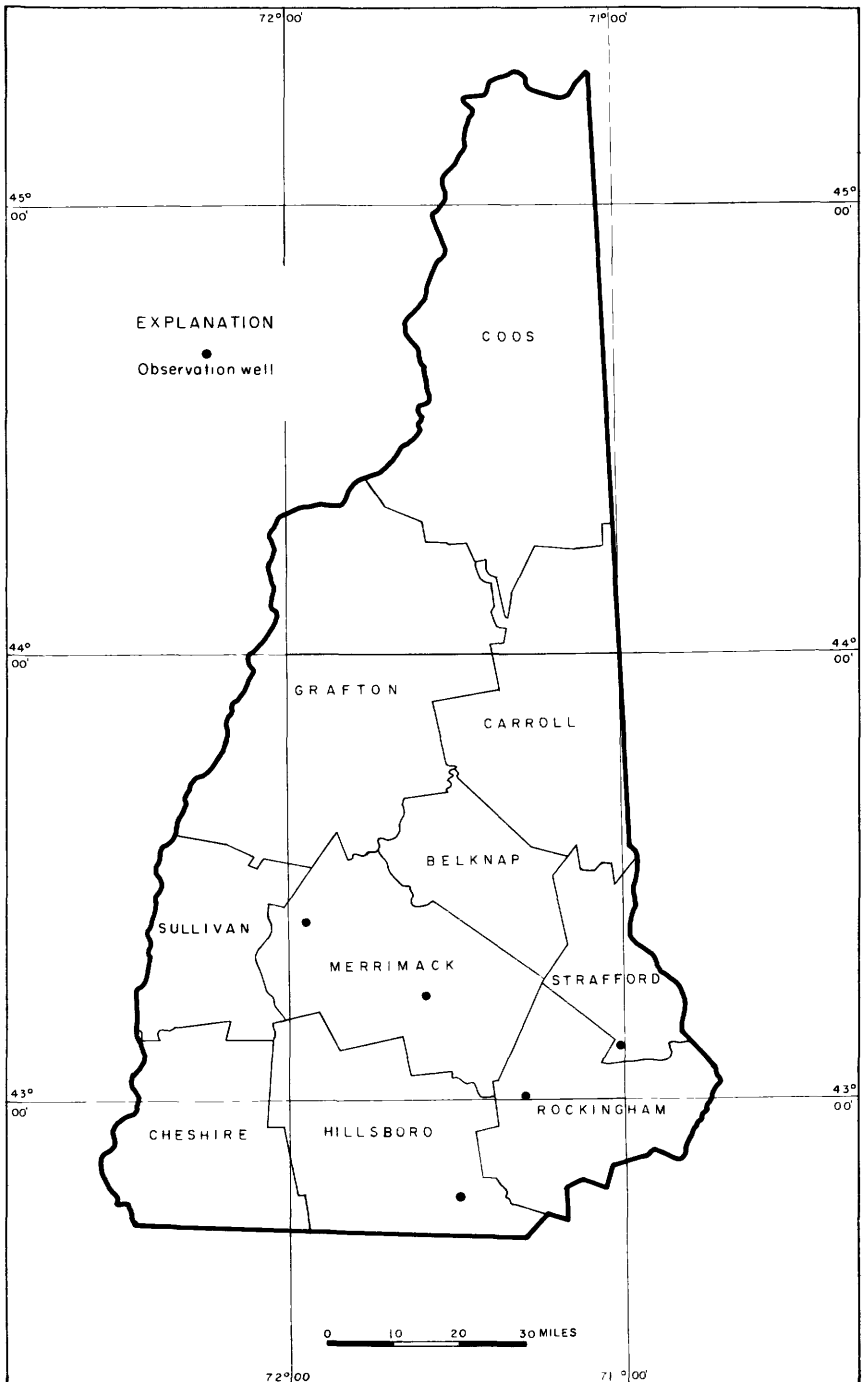 72° 00' 71° 00'
45° 00' 45° 00'
EXPLANATION
Observation well
COOS
44° 00' 44° 00'
GRAFTON
CARROLL
BELKNAP
SULLIVAN
MERRIMACK
STRAFFORD
43° 00' 43° 00'
ROCKINGHAM
CHESHIRE
HILLSBORO
0 10 20 30 MILES
72° 00' 71° 00'